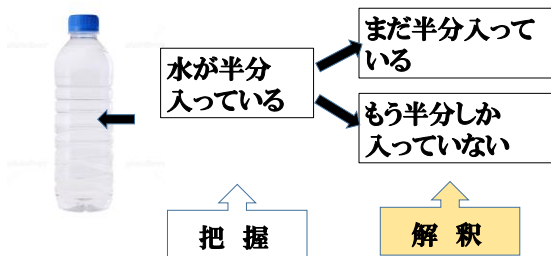 水が半分
入っている
まだ半分入って
いる
もう半分しか
入っていない
把 握
解 釈